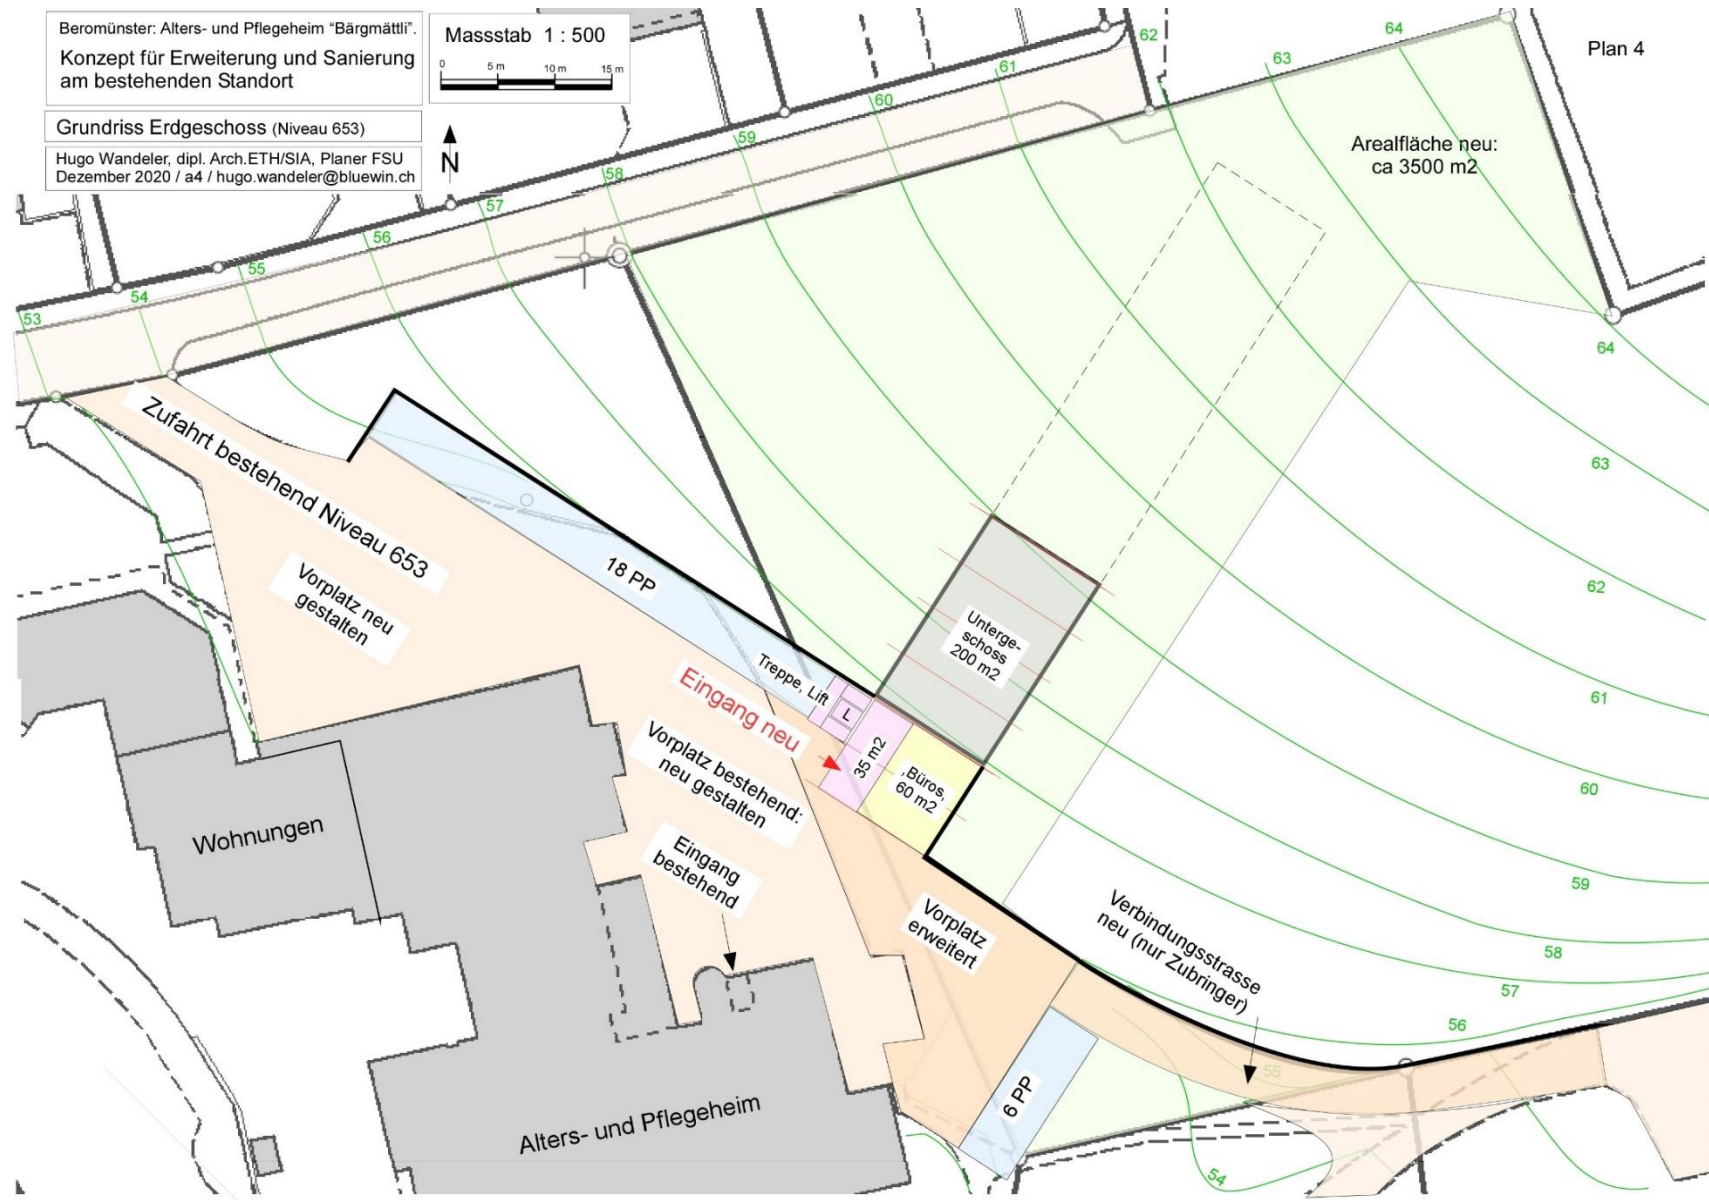 Beromünster: Alters- und Pflegeheim "Bärgmättli".
Konzept für Erweiterung und Sanierung
am bestehenden Standort
Massstab 1 : 500
0 5 m 10 m 15 m
Plan 4
Grundriss Erdgeschoss (Niveau 653)
Hugo Wandeler, dipl. Arch.ETH/SIA, Planer FSU
Dezember 2020 / a4 / hugo.wandeler@bluewin.ch
N
62
63
64
61
60
59
58
57
56
55
54
53
Arealfläche neu:
ca 3500 m2
64
63
62
61
60
59
58
57
56
55
54
Zufahrt bestehend Niveau 653
Vorplatz neu
gestalten
18 PP
Unterge-
schoss
200 m2
Treppe, Lift
L
Eingang neu
35 m2
Büros,
60 m2
Vorplatz bestehend:
neu gestalten
Eingang
bestehend
Wohnungen
Vorplatz
erweitert
Verbindungsstrasse
neu (nur Zubringer)
6 PP
Alters- und Pflegeheim